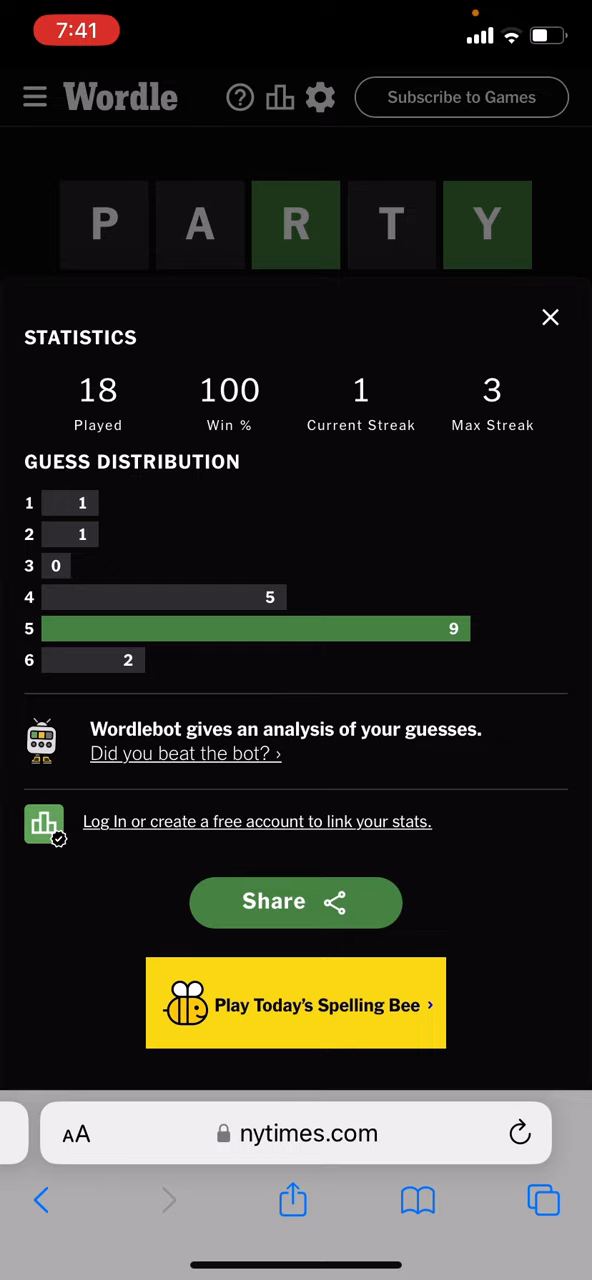 7:41
Wordle
Subscribe to Games
P A R T Y
STATISTICS
18 100 1 3
Played Win % Current Streak Max Streak
GUESS DISTRIBUTION
1 1
2 1
3 0
4 5
5 9
6 2
Wordlebot gives an analysis of your guesses.
Did you beat the bot? ›
Log In or create a free account to link your stats.
Share
Play Today's Spelling Bee ›
AA nytimes.com